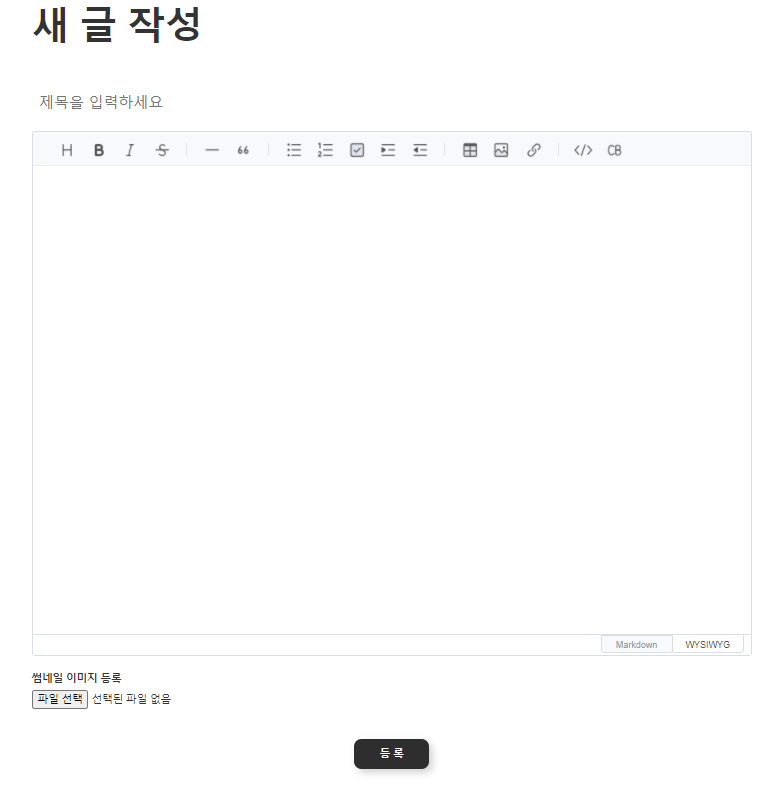 새 글 작성
제목을 입력하세요
H B I S — “ </> CB
Markdown WYSIWYG
썸네일 이미지 등록
파일 선택 선택된 파일 없음
등록